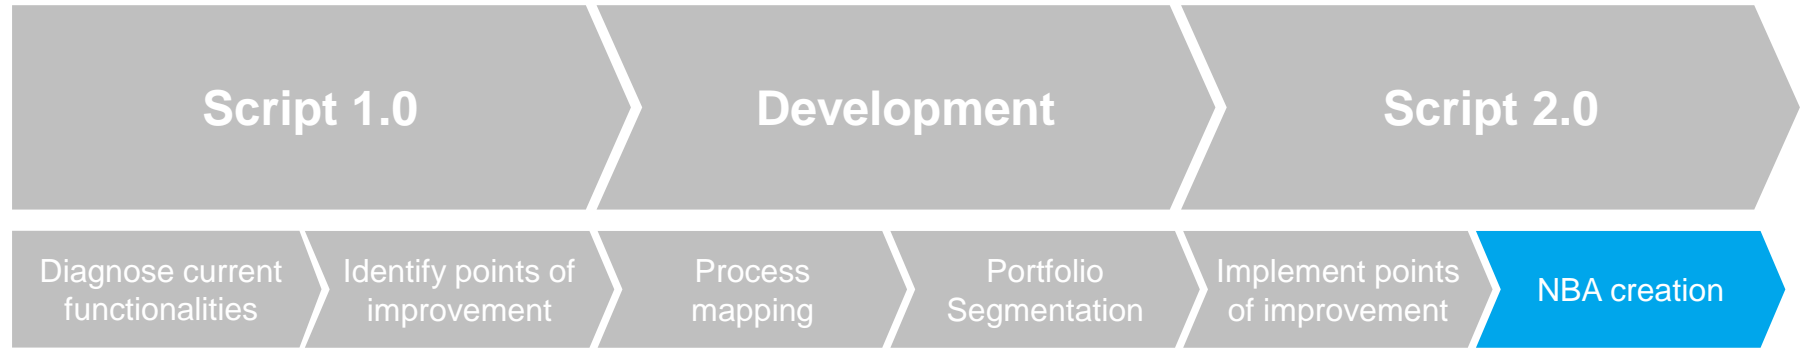 Script 1.0
Development
Script 2.0
Diagnose current
functionalities
Identify points of
improvement
Process
mapping
Portfolio
Segmentation
Implement points
of improvement
NBA creation